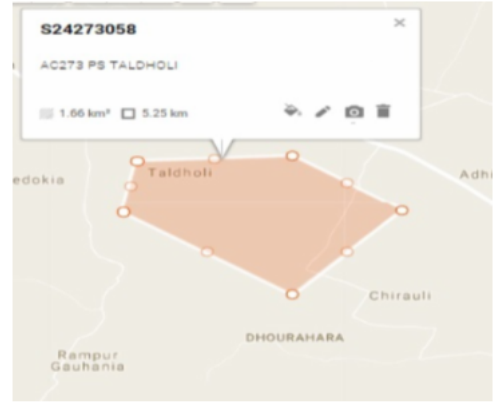 S24273058
AC273 PS TALDHOLI
1.66 km² 5.25 km
Taldholi
edokia
Adhi
Chirauli
DHOURAHARA
Rampur
Gauhania